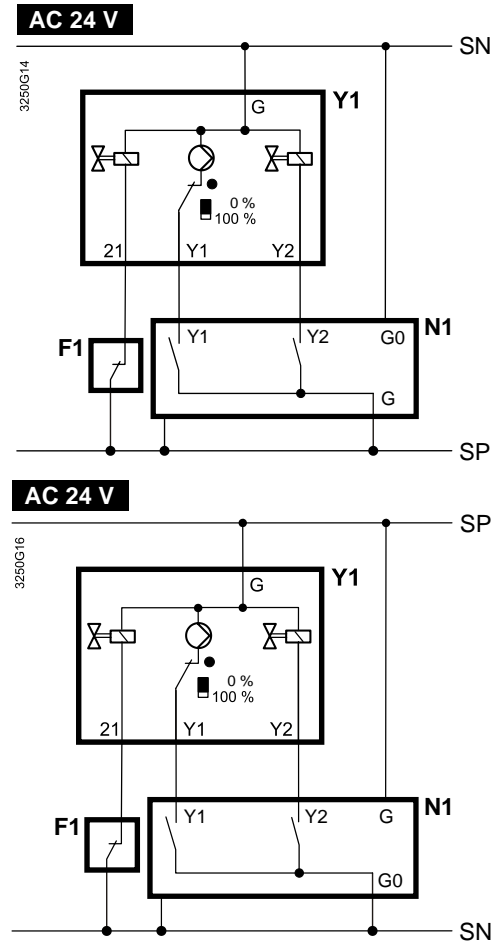 AC 24 V
SN
3250G14
G
Y1
0 %
100 %
21 Y1 Y2
N1
Y1 Y2 G0
F1
G
SP
AC 24 V
SP
3250G16
G
Y1
0 %
100 %
21 Y1 Y2
N1
Y1 Y2 G
F1
G0
SN